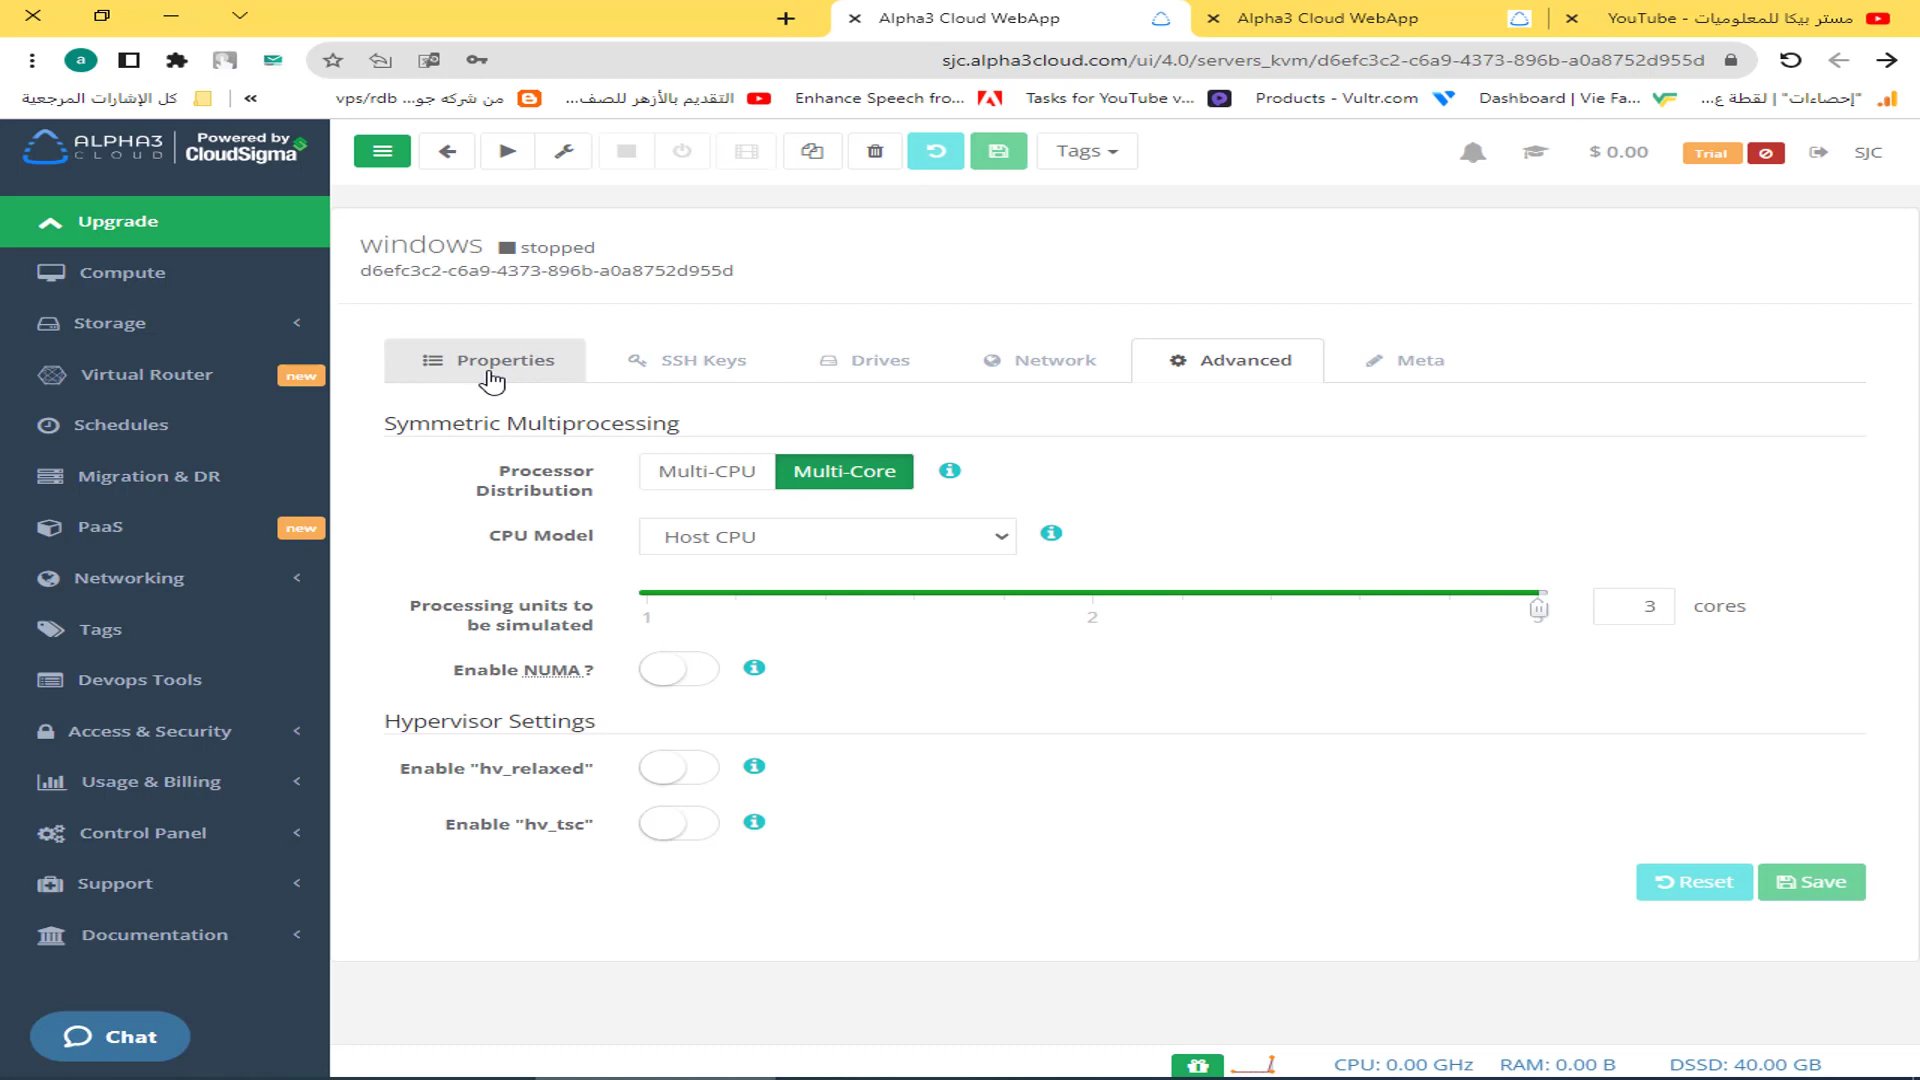 Alpha3 Cloud WebApp
Alpha3 Cloud WebApp
مستر بيكا للمعلوميات - YouTube
a
sjc.alpha3cloud.com/ui/4.0/servers_kvm/d6efc3c2-c6a9-4373-896b-a0a8752d955d
كل الإشارات المرجعية
«
من شركه جو... vps/rdb
التقديم بالأزهر للصف...
Enhance Speech fro...
Tasks for YouTube v...
Products - Vultr.com
Dashboard | Vie Fa...
"إحصاءات" | لقطة ع...
ALPHA3 CLOUD
Powered by CloudSigma
Tags
$ 0.00
Trial
SJC
Upgrade
Compute
Storage
Virtual Router new
Schedules
Migration & DR
PaaS new
Networking
Tags
Devops Tools
Access & Security
Usage & Billing
Control Panel
Support
Documentation
Chat
windows stopped
d6efc3c2-c6a9-4373-896b-a0a8752d955d
Properties SSH Keys Drives Network Advanced Meta
Symmetric Multiprocessing
Processor Distribution Multi-CPU Multi-Core
CPU Model Host CPU
Processing units to be simulated 1 2 3 3 cores
Enable NUMA?
Hypervisor Settings
Enable "hv_relaxed"
Enable "hv_tsc"
Reset Save
CPU: 0.00 GHz RAM: 0.00 B DSSD: 40.00 GB